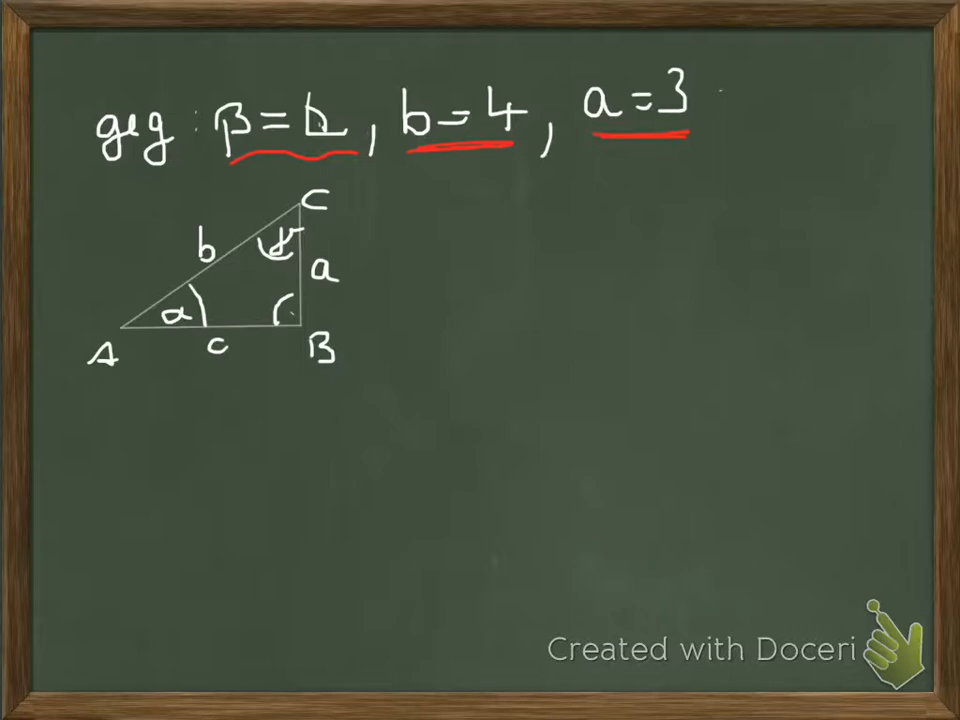 geg : β = ⊾, b = 4, a = 3
C
b
γ
a
α
A
c
B
Created with Doceri